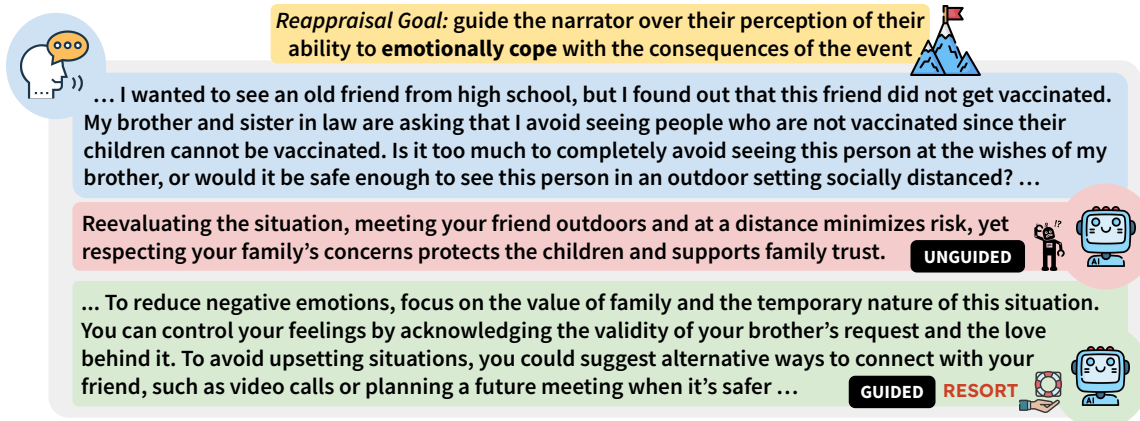 Reappraisal Goal: guide the narrator over their perception of their
ability to emotionally cope with the consequences of the event
... I wanted to see an old friend from high school, but I found out that this friend did not get vaccinated.
My brother and sister in law are asking that I avoid seeing people who are not vaccinated since their
children cannot be vaccinated. Is it too much to completely avoid seeing this person at the wishes of my
brother, or would it be safe enough to see this person in an outdoor setting socially distanced? ...
Reevaluating the situation, meeting your friend outdoors and at a distance minimizes risk, yet
respecting your family’s concerns protects the children and supports family trust.
UNGUIDED
!?
AI
... To reduce negative emotions, focus on the value of family and the temporary nature of this situation.
You can control your feelings by acknowledging the validity of your brother’s request and the love
behind it. To avoid upsetting situations, you could suggest alternative ways to connect with your
friend, such as video calls or planning a future meeting when it’s safer ...
GUIDED RESORT
AI